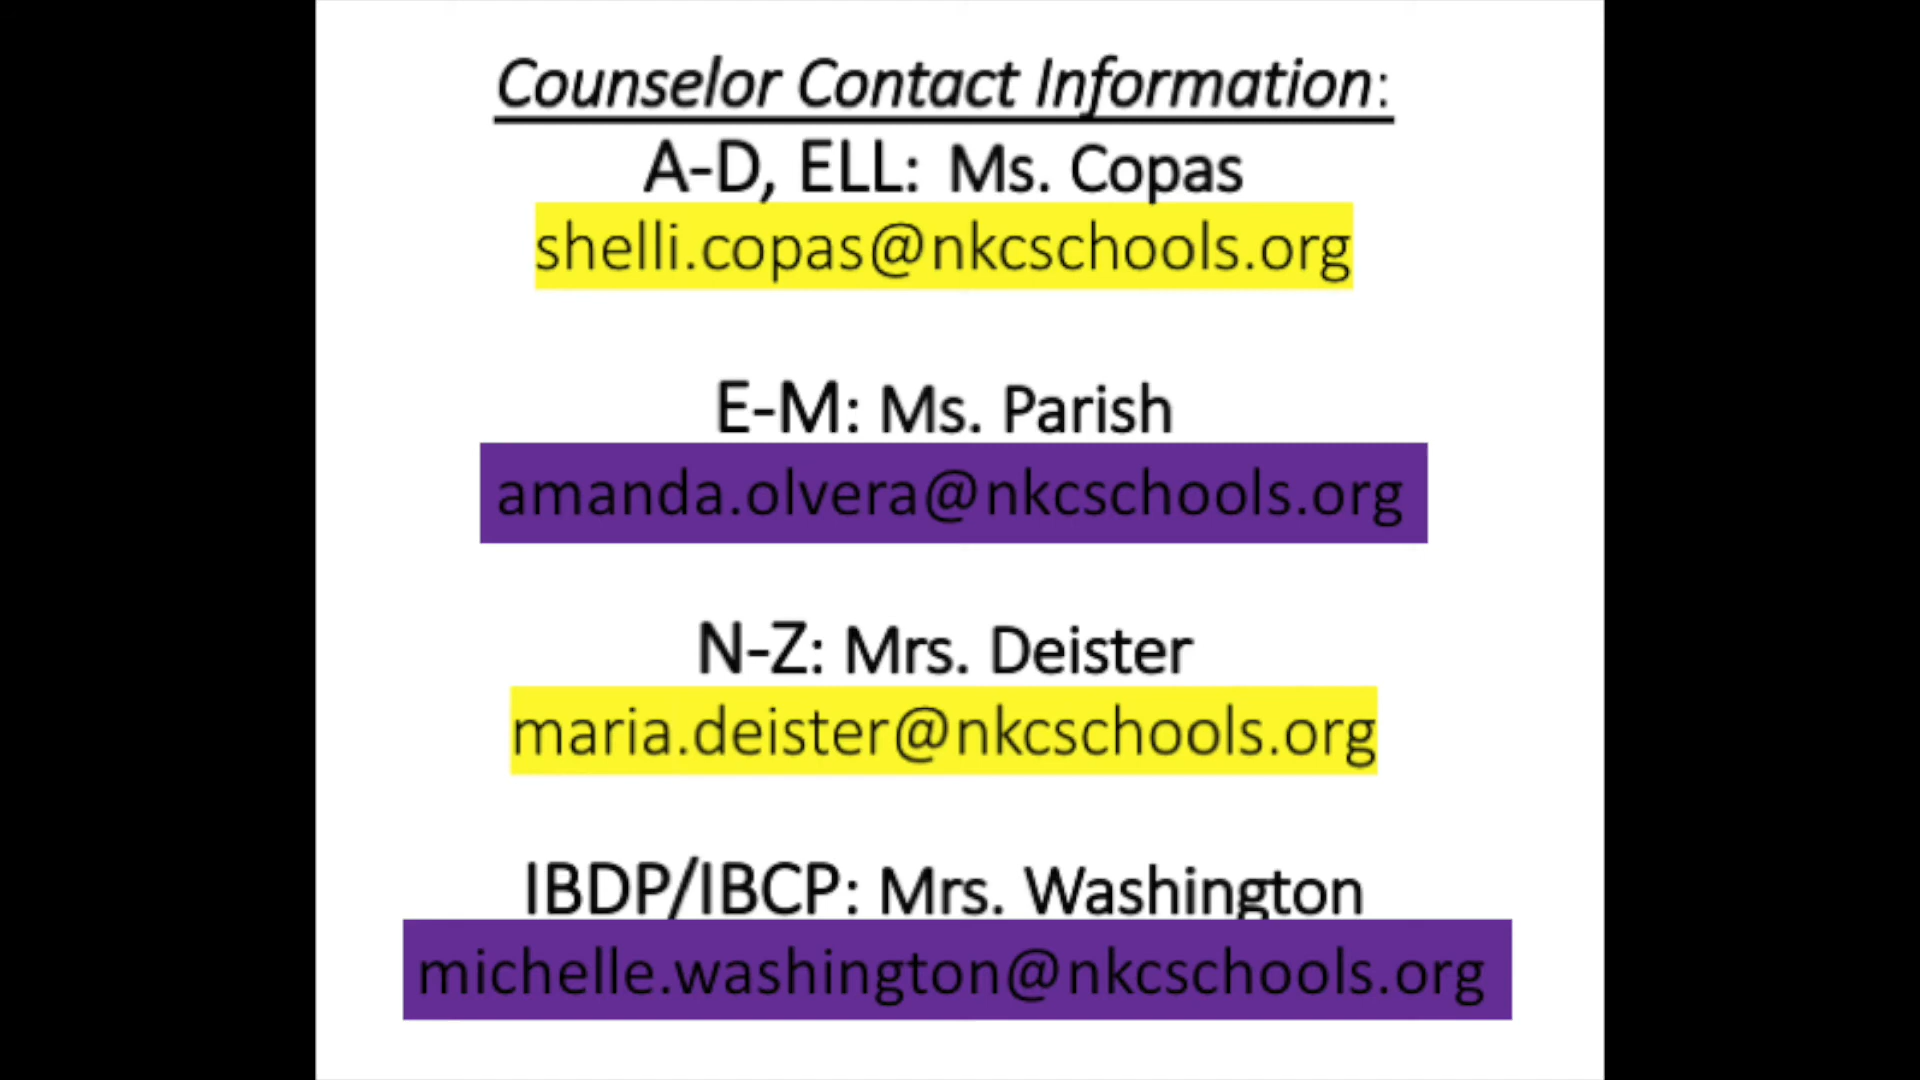 Counselor Contact Information:
A-D, ELL: Ms. Copas
shelli.copas@nkcschools.org
E-M: Ms. Parish
amanda.olvera@nkcschools.org
N-Z: Mrs. Deister
maria.deister@nkcschools.org
IBDP/IBCP: Mrs. Washington
michelle.washington@nkcschools.org